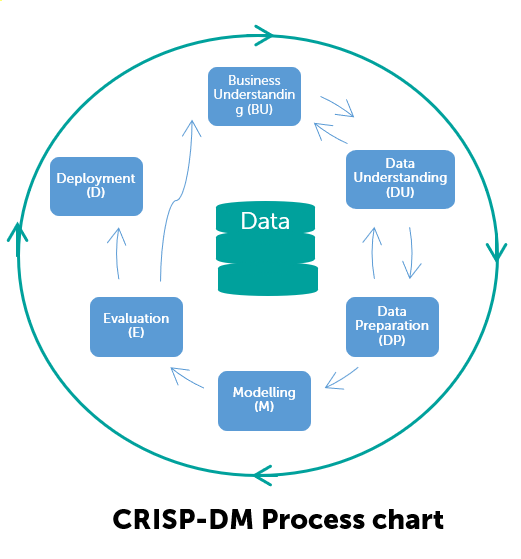 Business
Understandin
g (BU)
Data
Understanding
(DU)
Deployment
(D)
Data
Evaluation
(E)
Data
Preparation
(DP)
Modelling
(M)
CRISP-DM Process chart